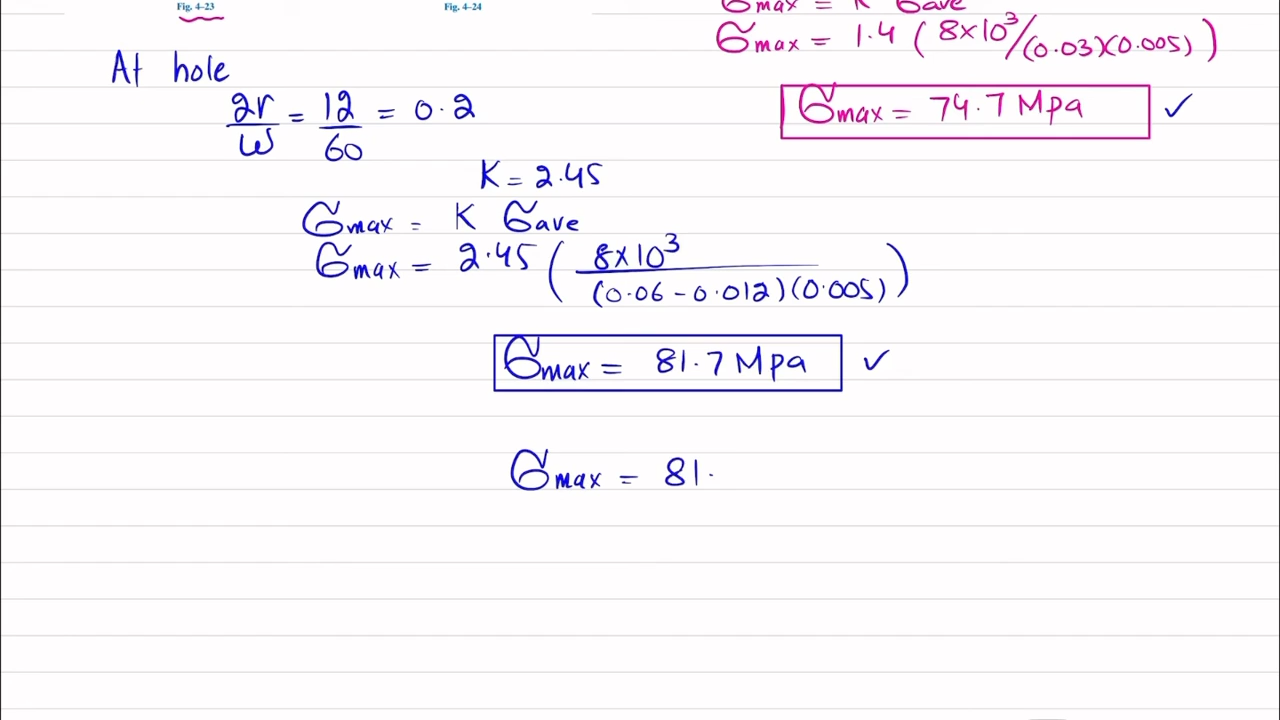 Fig. 4–23
Fig. 4–24
σmax = K σave
σmax = 1.4 ( 8×10³/(0.03)(0.005) )
σmax = 74.7 Mpa ✓
At hole
2r/w = 12/60 = 0.2
K = 2.45
σmax = K σave
σmax = 2.45 ( 8×10³ / (0.06 - 0.012)(0.005) )
σmax = 81.7 Mpa ✓
σmax = 81.